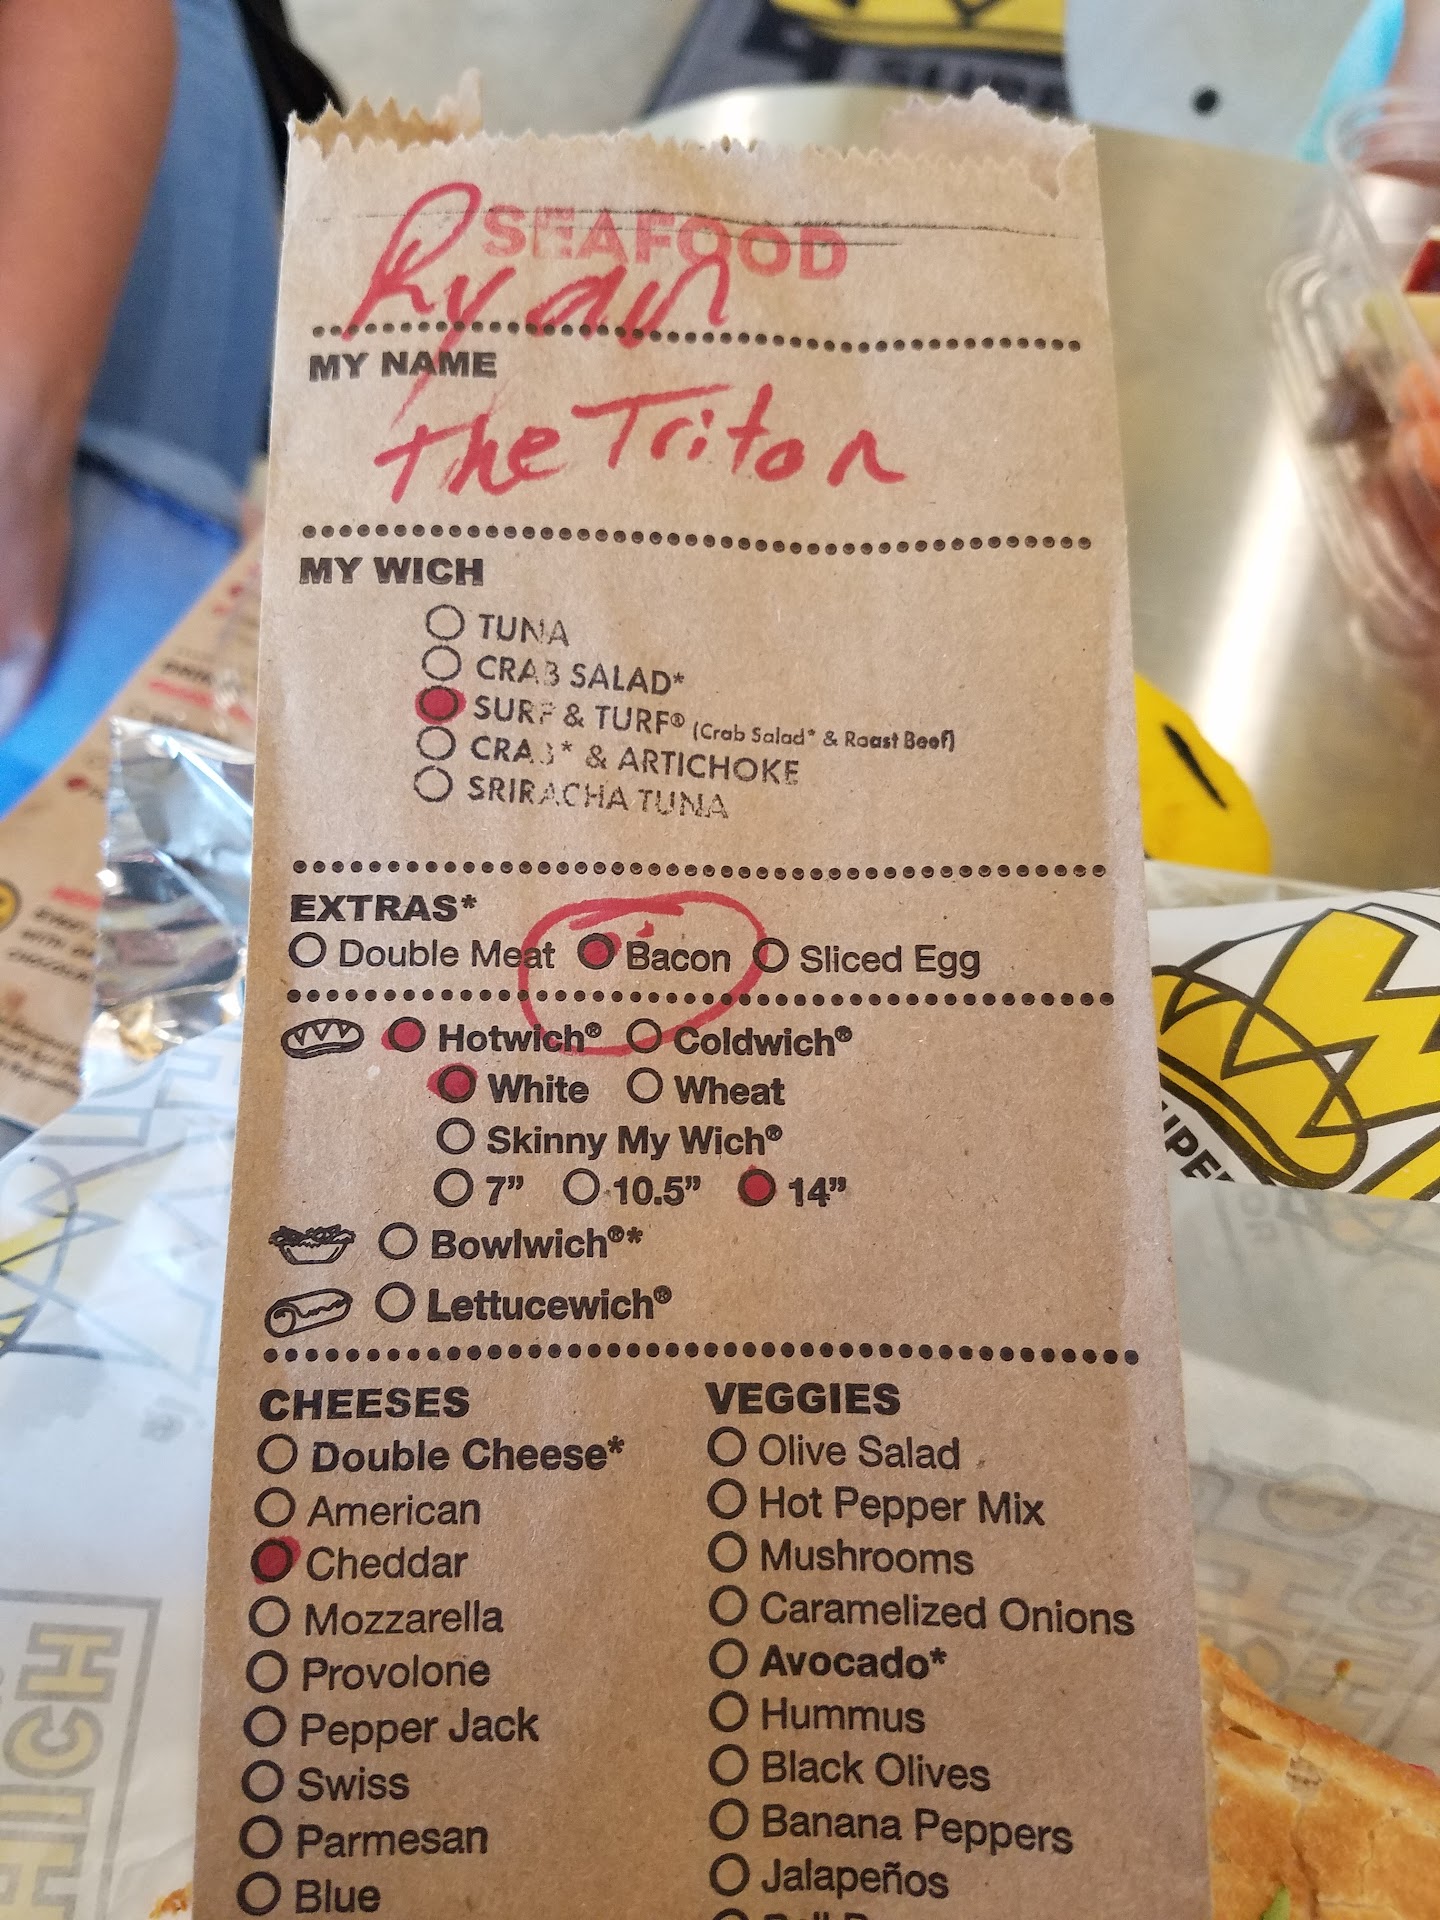 SEAFOOD
Ryan
MY NAME
The Triton
MY WICH
TUNA
CRAB SALAD*
SURF & TURF® (Crab Salad* & Roast Beef)
CRAB* & ARTICHOKE
SRIRACHA TUNA
EXTRAS*
Double Meat Bacon Sliced Egg
Hotwich® Coldwich®
White Wheat
Skinny My Wich®
7” 10.5” 14”
Bowlwich®*
Lettucewich®
CHEESES
Double Cheese*
American
Cheddar
Mozzarella
Provolone
Pepper Jack
Swiss
Parmesan
Blue
VEGGIES
Olive Salad
Hot Pepper Mix
Mushrooms
Caramelized Onions
Avocado*
Hummus
Black Olives
Banana Peppers
Jalapeños